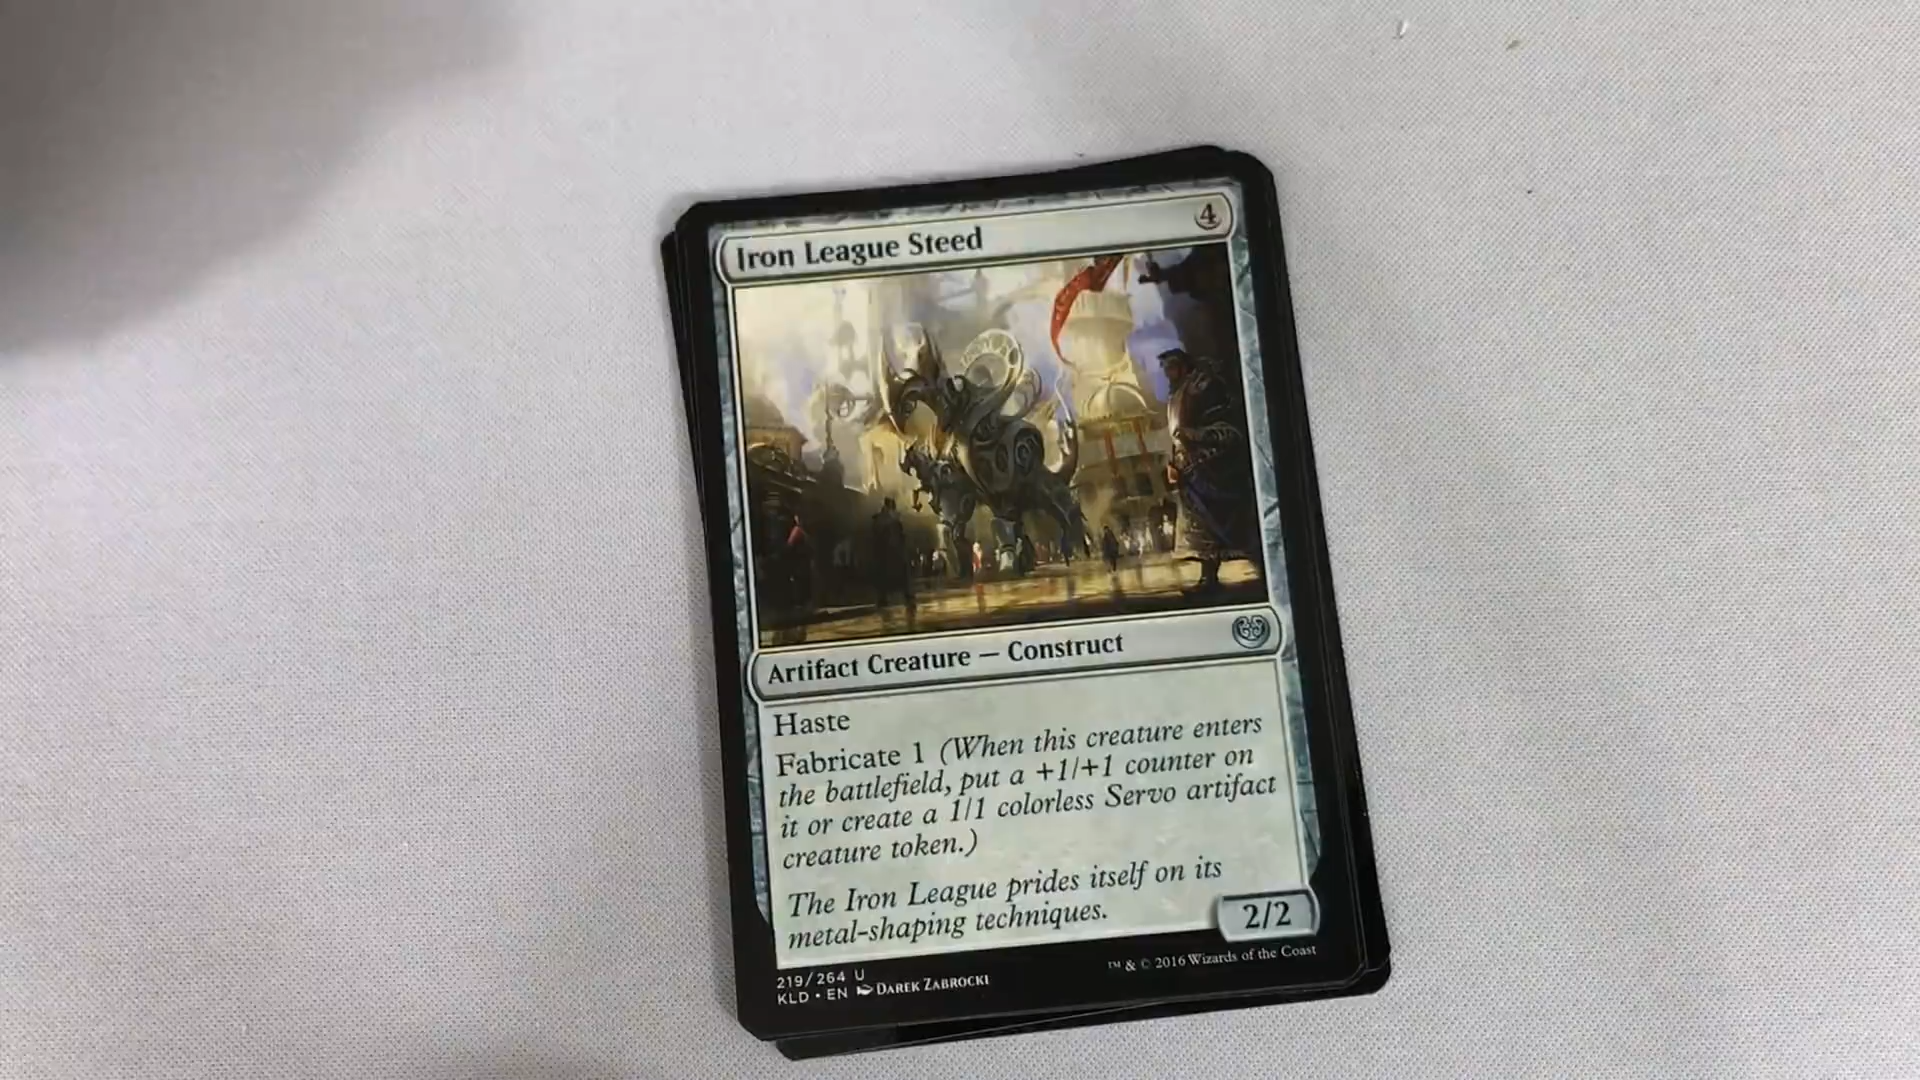 Iron League Steed 4
Artifact Creature — Construct
Haste
Fabricate 1 (When this creature enters
the battlefield, put a +1/+1 counter on
it or create a 1/1 colorless Servo artifact
creature token.)
The Iron League prides itself on its
metal-shaping techniques.
2/2
219/264 U
KLD • EN DAREK ZABROCKI
™ & © 2016 Wizards of the Coast